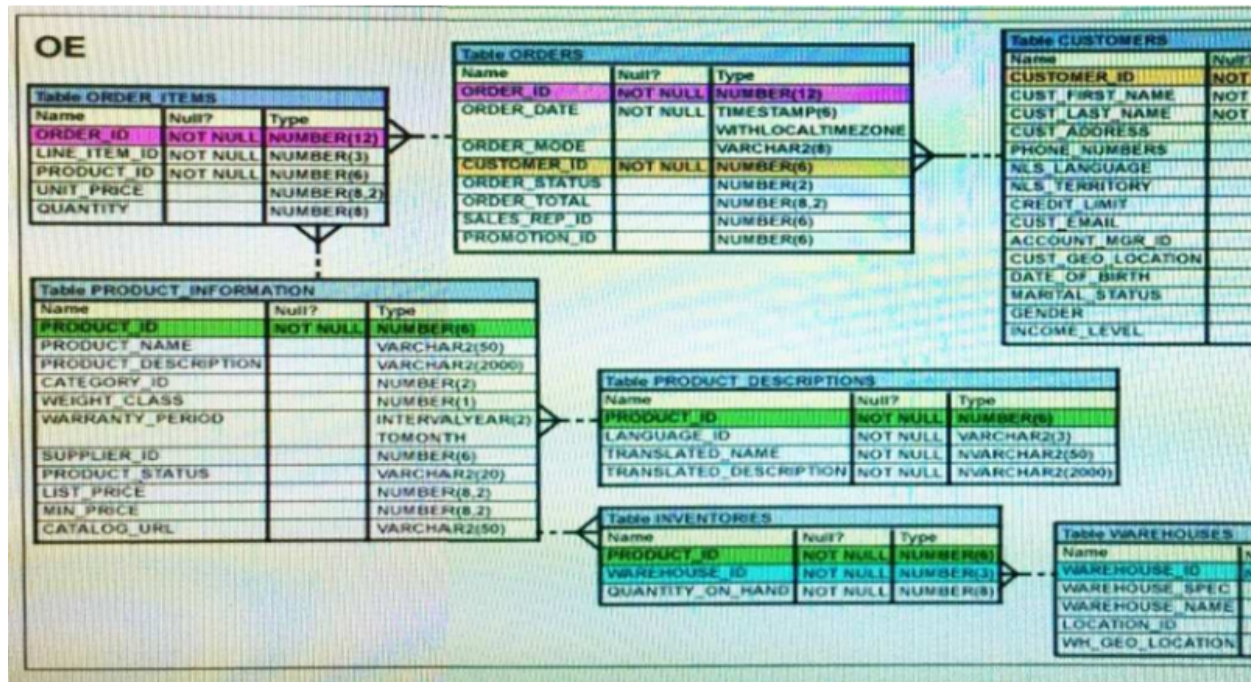 OE
Table ORDER_ITEMS
Name Null? Type
ORDER_ID NOT NULL NUMBER(12)
LINE_ITEM_ID NOT NULL NUMBER(3)
PRODUCT_ID NOT NULL NUMBER(6)
UNIT_PRICE NUMBER(8,2)
QUANTITY NUMBER(8)
Table ORDERS
Name Null? Type
ORDER_ID NOT NULL NUMBER(12)
ORDER_DATE NOT NULL TIMESTAMP(6)
WITHLOCALTIMEZONE
ORDER_MODE VARCHAR2(8)
CUSTOMER_ID NOT NULL NUMBER(6)
ORDER_STATUS NUMBER(2)
ORDER_TOTAL NUMBER(8,2)
SALES_REP_ID NUMBER(6)
PROMOTION_ID NUMBER(6)
Table CUSTOMERS
Name Null?
CUSTOMER_ID NOT
CUST_FIRST_NAME NOT
CUST_LAST_NAME NOT
CUST_ADDRESS
PHONE_NUMBERS
NLS_LANGUAGE
NLS_TERRITORY
CREDIT_LIMIT
CUST_EMAIL
ACCOUNT_MGR_ID
CUST_GEO_LOCATION
DATE_OF_BIRTH
MARITAL_STATUS
GENDER
INCOME_LEVEL
Table PRODUCT_INFORMATION
Name Null? Type
PRODUCT_ID NOT NULL NUMBER(6)
PRODUCT_NAME VARCHAR2(50)
PRODUCT_DESCRIPTION VARCHAR2(2000)
CATEGORY_ID NUMBER(2)
WEIGHT_CLASS NUMBER(1)
WARRANTY_PERIOD INTERVALYEAR(2)
TOMONTH
SUPPLIER_ID NUMBER(6)
PRODUCT_STATUS VARCHAR2(20)
LIST_PRICE NUMBER(8,2)
MIN_PRICE NUMBER(8,2)
CATALOG_URL VARCHAR2(50)
Table PRODUCT_DESCRIPTIONS
Name Null? Type
PRODUCT_ID NOT NULL NUMBER(6)
LANGUAGE_ID NOT NULL VARCHAR2(3)
TRANSLATED_NAME NOT NULL NVARCHAR2(50)
TRANSLATED_DESCRIPTION NOT NULL NVARCHAR2(2000)
Table INVENTORIES
Name Null? Type
PRODUCT_ID NOT NULL NUMBER(6)
WAREHOUSE_ID NOT NULL NUMBER(3)
QUANTITY_ON_HAND NOT NULL NUMBER(8)
Table WAREHOUSES
Name
WAREHOUSE_ID
WAREHOUSE_SPEC
WAREHOUSE_NAME
LOCATION_ID
WH_GEO_LOCATION